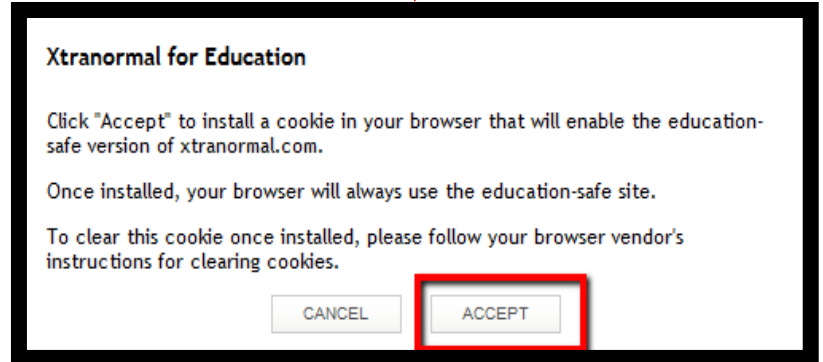 Xtranormal for Education
Click "Accept" to install a cookie in your browser that will enable the education-
safe version of xtranormal.com.
Once installed, your browser will always use the education-safe site.
To clear this cookie once installed, please follow your browser vendor's
instructions for clearing cookies.
CANCEL ACCEPT